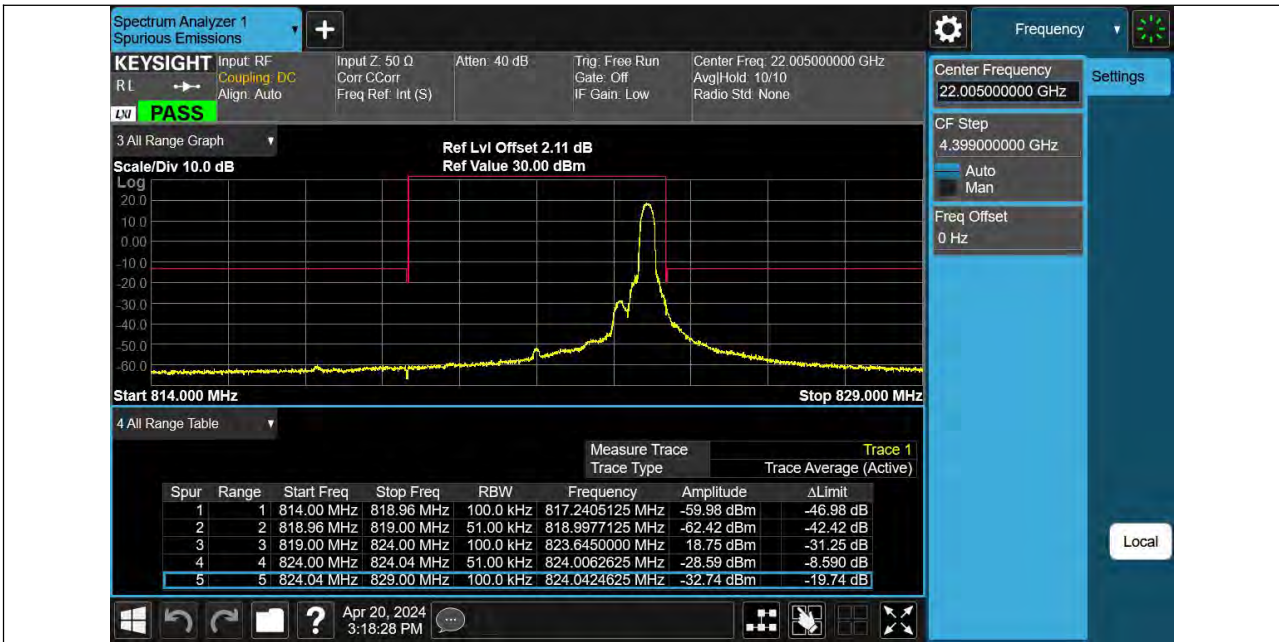 Spectrum Analyzer 1
Spurious Emissions
+
Frequency
KEYSIGHT Input: RF Input Z: 50 Ω Atten: 40 dB Trig: Free Run Center Freq: 22.005000000 GHz
RL Coupling: DC Corr CCorr Gate: Off Avg|Hold: 10/10
Align: Auto Freq Ref: Int (S) IF Gain: Low Radio Std: None
LXI PASS
Center Frequency
22.005000000 GHz
Settings
CF Step
4.399000000 GHz
Auto
Man
Freq Offset
0 Hz
3 All Range Graph
Ref Lvl Offset 2.11 dB
Scale/Div 10.0 dB Ref Value 30.00 dBm
Log
20.0
10.0
0.00
-10.0
-20.0
-30.0
-40.0
-50.0
-60.0
Start 814.000 MHz Stop 829.000 MHz
4 All Range Table
Measure Trace Trace 1
Trace Type Trace Average (Active)
Spur Range Start Freq Stop Freq RBW Frequency Amplitude ΔLimit
1 1 814.00 MHz 818.96 MHz 100.0 kHz 817.2405125 MHz -59.98 dBm -46.98 dB
2 2 818.96 MHz 819.00 MHz 51.00 kHz 818.9977125 MHz -62.42 dBm -42.42 dB
3 3 819.00 MHz 824.00 MHz 100.0 kHz 823.6450000 MHz 18.75 dBm -31.25 dB
4 4 824.00 MHz 824.04 MHz 51.00 kHz 824.0062625 MHz -28.59 dBm -8.590 dB
5 5 824.04 MHz 829.00 MHz 100.0 kHz 824.0424625 MHz -32.74 dBm -19.74 dB
Local
? Apr 20, 2024
3:18:28 PM